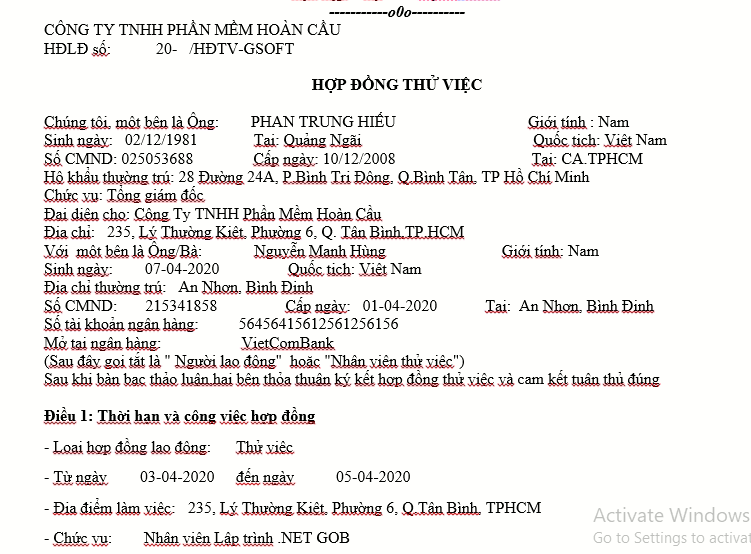 -----------o0o----------
CÔNG TY TNHH PHẦN MỀM HOÀN CẦU
HĐLĐ số: 20- /HĐTV-GSOFT
HỢP ĐỒNG THỬ VIỆC
Chúng tôi, một bên là Ông: PHAN TRUNG HIẾU Giới tính : Nam
Sinh ngày: 02/12/1981 Tại: Quảng Ngãi Quốc tịch: Việt Nam
Số CMND: 025053688 Cấp ngày: 10/12/2008 Tại: CA.TPHCM
Hộ khẩu thường trú: 28 Đường 24A, P.Bình Trị Đông, Q.Bình Tân, TP Hồ Chí Minh
Chức vụ: Tổng giám đốc
Đại diện cho: Công Ty TNHH Phần Mềm Hoàn Cầu
Địa chỉ: 235, Lý Thường Kiệt, Phường 6, Q. Tân Bình,TP.HCM
Với một bên là Ông/Bà: Nguyễn Mạnh Hùng Giới tính: Nam
Sinh ngày: 07-04-2020 Quốc tịch: Việt Nam
Địa chỉ thường trú: An Nhơn, Bình Định
Số CMND: 215341858 Cấp ngày: 01-04-2020 Tại: An Nhơn, Bình Định
Số tài khoản ngân hàng: 56456415612561256156
Mở tại ngân hàng: VietComBank
(Sau đây gọi tắt là " Người lao động" hoặc "Nhân viên thử việc")
Sau khi bàn bạc thảo luận,hai bên thỏa thuận ký kết hợp đồng thử việc và cam kết tuân thủ đúng
Điều 1: Thời hạn và công việc hợp đồng
- Loại hợp đồng lao động: Thử việc
- Từ ngày 03-04-2020 đến ngày 05-04-2020
- Địa điểm làm việc: 235, Lý Thường Kiệt, Phường 6, Q.Tân Bình, TPHCM
- Chức vụ: Nhân viên Lập trình .NET GOB
Activate Windows
Go to Settings to activat